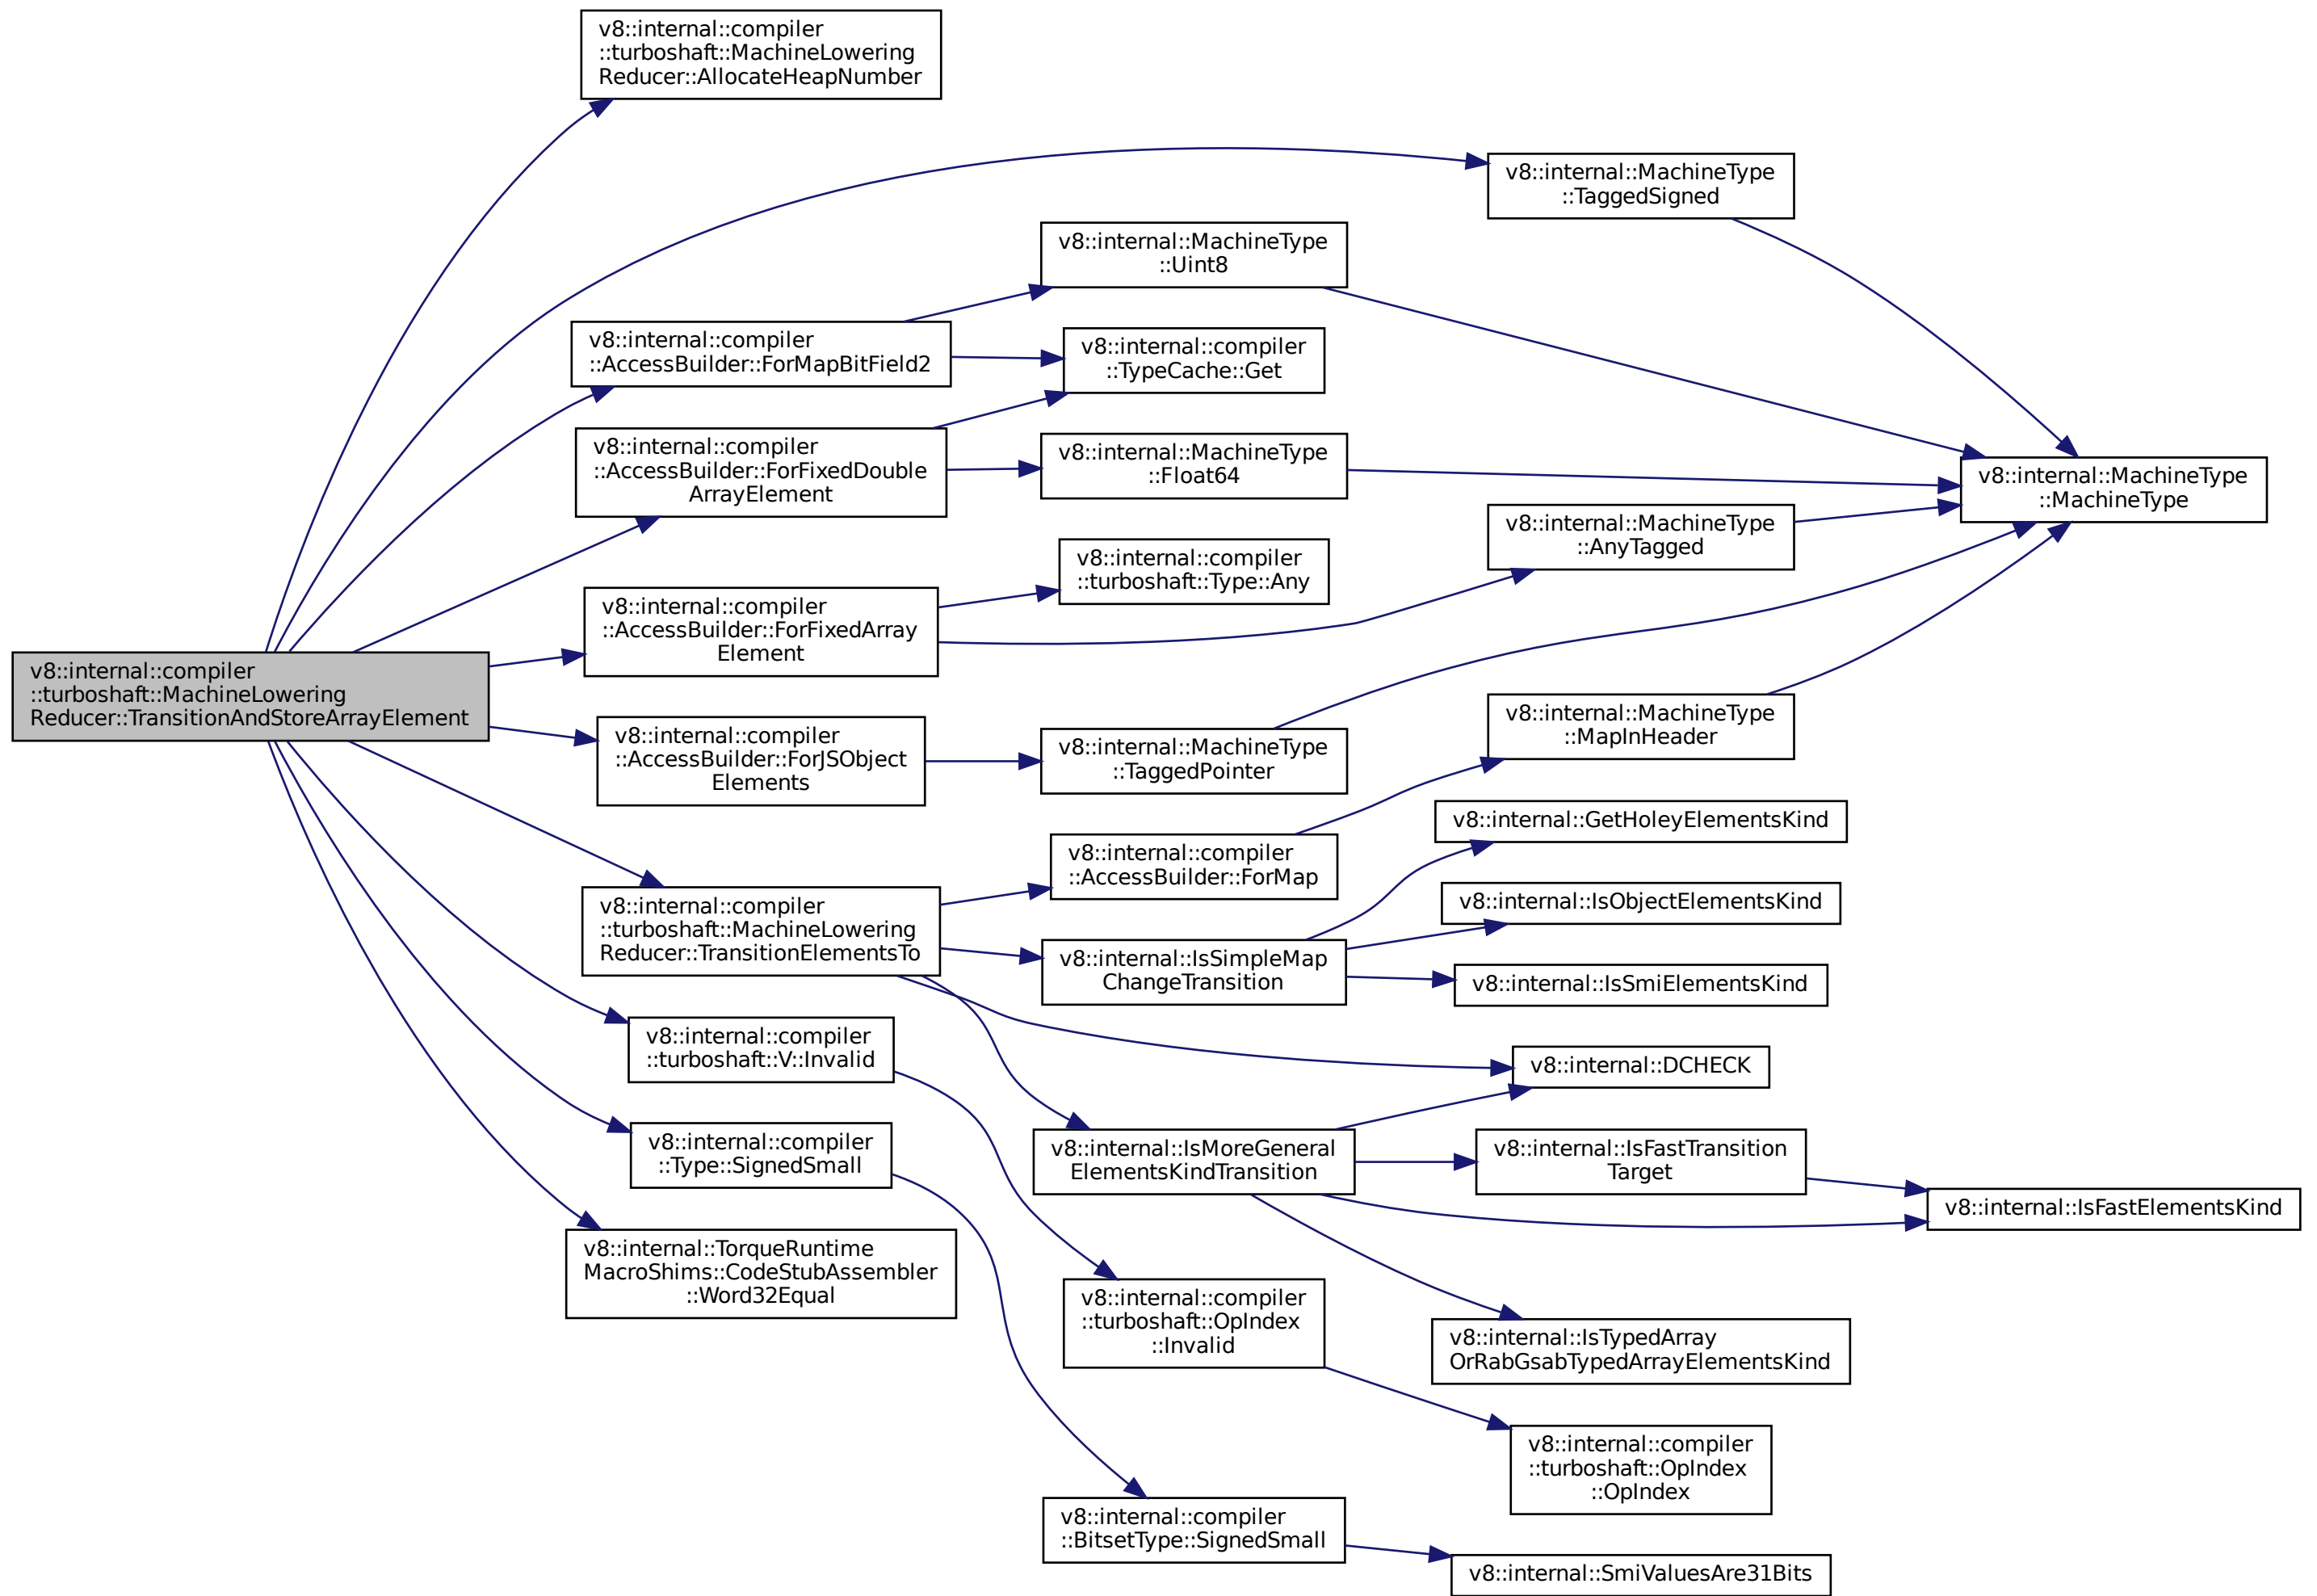 v8::internal::compiler
::turboshaft::MachineLowering
Reducer::TransitionAndStoreArrayElement
v8::internal::compiler
::turboshaft::MachineLowering
Reducer::AllocateHeapNumber
v8::internal::MachineType
::TaggedSigned
v8::internal::MachineType
::Uint8
v8::internal::compiler
::AccessBuilder::ForMapBitField2
v8::internal::compiler
::TypeCache::Get
v8::internal::compiler
::AccessBuilder::ForFixedDouble
ArrayElement
v8::internal::MachineType
::Float64
v8::internal::MachineType
::MachineType
v8::internal::MachineType
::AnyTagged
v8::internal::compiler
::turboshaft::Type::Any
v8::internal::compiler
::AccessBuilder::ForFixedArray
Element
v8::internal::compiler
::AccessBuilder::ForJSObject
Elements
v8::internal::MachineType
::TaggedPointer
v8::internal::MachineType
::MapInHeader
v8::internal::GetHoleyElementsKind
v8::internal::compiler
::AccessBuilder::ForMap
v8::internal::IsObjectElementsKind
v8::internal::compiler
::turboshaft::MachineLowering
Reducer::TransitionElementsTo
v8::internal::IsSimpleMap
ChangeTransition
v8::internal::IsSmiElementsKind
v8::internal::compiler
::turboshaft::V::Invalid
v8::internal::DCHECK
v8::internal::compiler
::Type::SignedSmall
v8::internal::IsMoreGeneral
ElementsKindTransition
v8::internal::IsFastTransition
Target
v8::internal::IsFastElementsKind
v8::internal::TorqueRuntime
MacroShims::CodeStubAssembler
::Word32Equal
v8::internal::compiler
::turboshaft::OpIndex
::Invalid
v8::internal::IsTypedArray
OrRabGsabTypedArrayElementsKind
v8::internal::compiler
::turboshaft::OpIndex
::OpIndex
v8::internal::compiler
::BitsetType::SignedSmall
v8::internal::SmiValuesAre31Bits